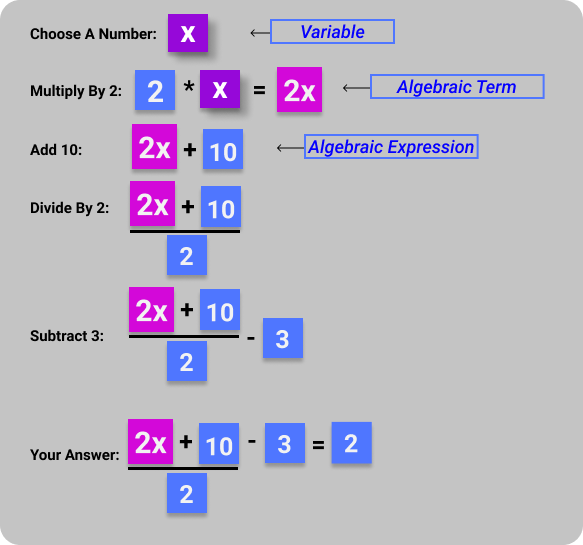 Choose A Number: x ← Variable
Multiply By 2: 2 * x = 2x ← Algebraic Term
Add 10: 2x + 10 ← Algebraic Expression
Divide By 2: 2x + 10
2
Subtract 3: 2x + 10 - 3
2
Your Answer: 2x + 10 - 3 = 2
2